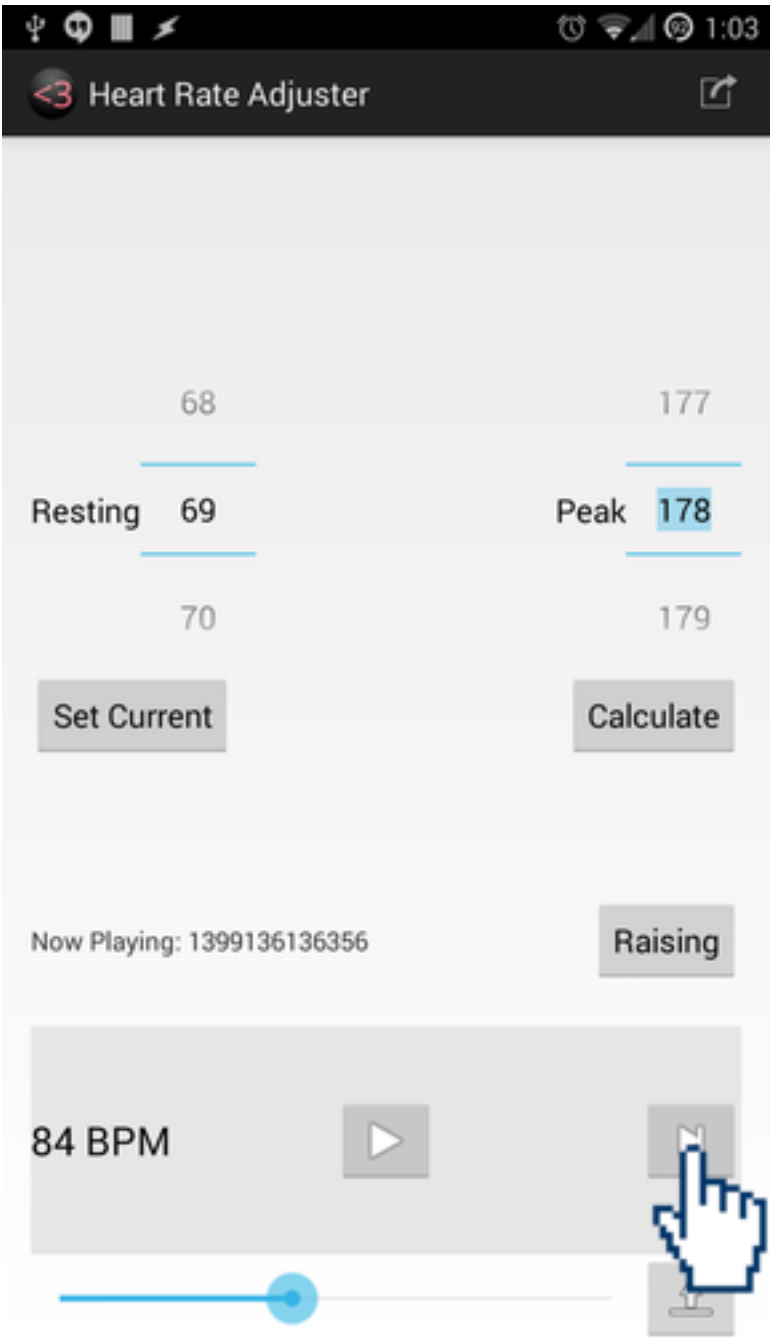 92 1:03
<3 Heart Rate Adjuster
68 177
Resting 69 Peak 178
70 179
Set Current Calculate
Now Playing: 1399136136356 Raising
84 BPM